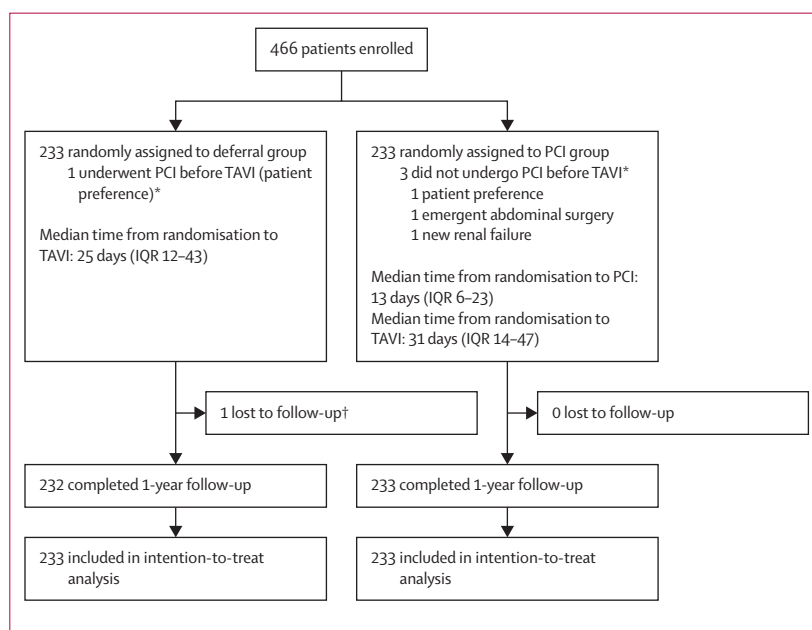 466 patients enrolled
233 randomly assigned to deferral group
1 underwent PCI before TAVI (patient
preference)*
Median time from randomisation to
TAVI: 25 days (IQR 12–43)
233 randomly assigned to PCI group
3 did not undergo PCI before TAVI*
1 patient preference
1 emergent abdominal surgery
1 new renal failure
Median time from randomisation to PCI:
13 days (IQR 6–23)
Median time from randomisation to
TAVI: 31 days (IQR 14–47)
1 lost to follow-up†
0 lost to follow-up
232 completed 1-year follow-up
233 completed 1-year follow-up
233 included in intention-to-treat
analysis
233 included in intention-to-treat
analysis